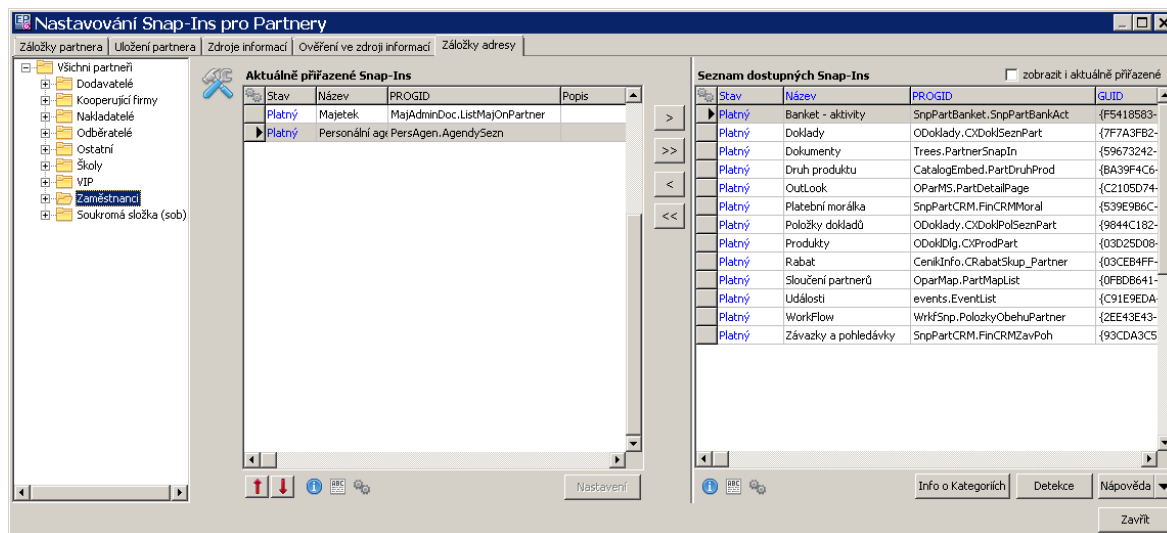 Nastavování Snap-Ins pro Partnery
Záložky partnera Uložení partnera Zdroje informací Ověření ve zdroji informací Záložky adresy
Všichni partneři
Dodavatelé
Kooperující firmy
Nakladatelé
Odběratelé
Ostatní
Školy
VIP
Zaměstnanci
Soukromá složka (sob)
Aktuálně přiřazené Snap-Ins
Stav Název PROGID Popis
Platný Majetek MajAdminDoc.ListMajOnPartner
Platný Personální age PersAgen.AgendySezn
Nastavení
>
>>
<
<<
Seznam dostupných Snap-Ins zobrazit i aktuálně přiřazené
Stav Název PROGID GUID
Platný Banket - aktivity SnpPartBanket.SnpPartBankAct {F5418583-
Platný Doklady ODoklady.CXDoklSeznPart {7F7A3FB2-
Platný Dokumenty Trees.PartnerSnapIn {59673242-
Platný Druh produktu CatalogEmbed.PartDruhProd {BA39F4C6-
Platný OutLook OParMS.PartDetailPage {C2105D74-
Platný Platební morálka SnpPartCRM.FinCRMMoral {539E9B6C-
Platný Položky dokladů ODoklady.CXDoklPolSeznPart {9844C182-
Platný Produkty ODoklDlg.CXProdPart {03D25D08-
Platný Rabat CenikInfo.CRabatSkup_Partner {03CEB4FF-
Platný Sloučení partnerů OparMap.PartMapList {0FBDB641-
Platný Události events.EventList {C91E9EDA-
Platný WorkFlow WrkfSnp.PolozkyObehuPartner {2EE43E43-
Platný Závazky a pohledávky SnpPartCRM.FinCRMZavPoh {93CDA3C5
Info o Kategoriích Detekce Nápověda
Zavřít